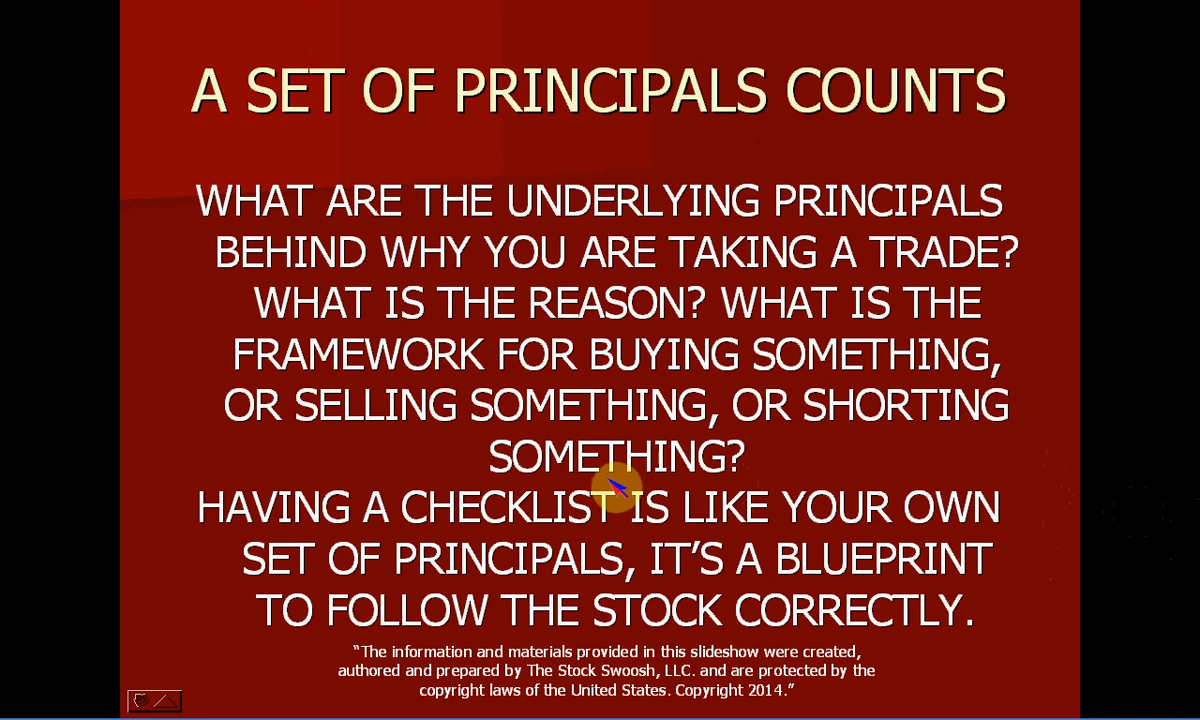 A SET OF PRINCIPALS COUNTS
WHAT ARE THE UNDERLYING PRINCIPALS
BEHIND WHY YOU ARE TAKING A TRADE?
WHAT IS THE REASON? WHAT IS THE
FRAMEWORK FOR BUYING SOMETHING,
OR SELLING SOMETHING, OR SHORTING
SOMETHING?
HAVING A CHECKLIST IS LIKE YOUR OWN
SET OF PRINCIPALS, IT’S A BLUEPRINT
TO FOLLOW THE STOCK CORRECTLY.
“The information and materials provided in this slideshow were created,
authored and prepared by The Stock Swoosh, LLC. and are protected by the
copyright laws of the United States. Copyright 2014.”